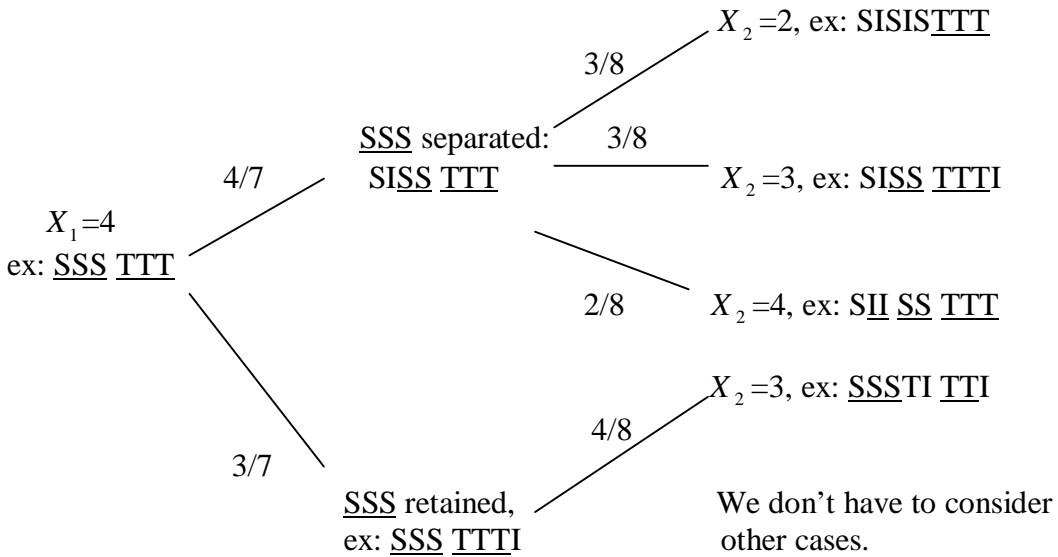 X₂=2, ex: SISISTTT
3/8
SSS separated:
SISS TTT
3/8
4/7
X₂=3, ex: SISS TTTI
X₁=4
ex: SSS TTT
2/8
X₂=4, ex: SII SS TTT
X₂=3, ex: SSSTI TTI
4/8
3/7
SSS retained,
ex: SSS TTTI
We don't have to consider
other cases.